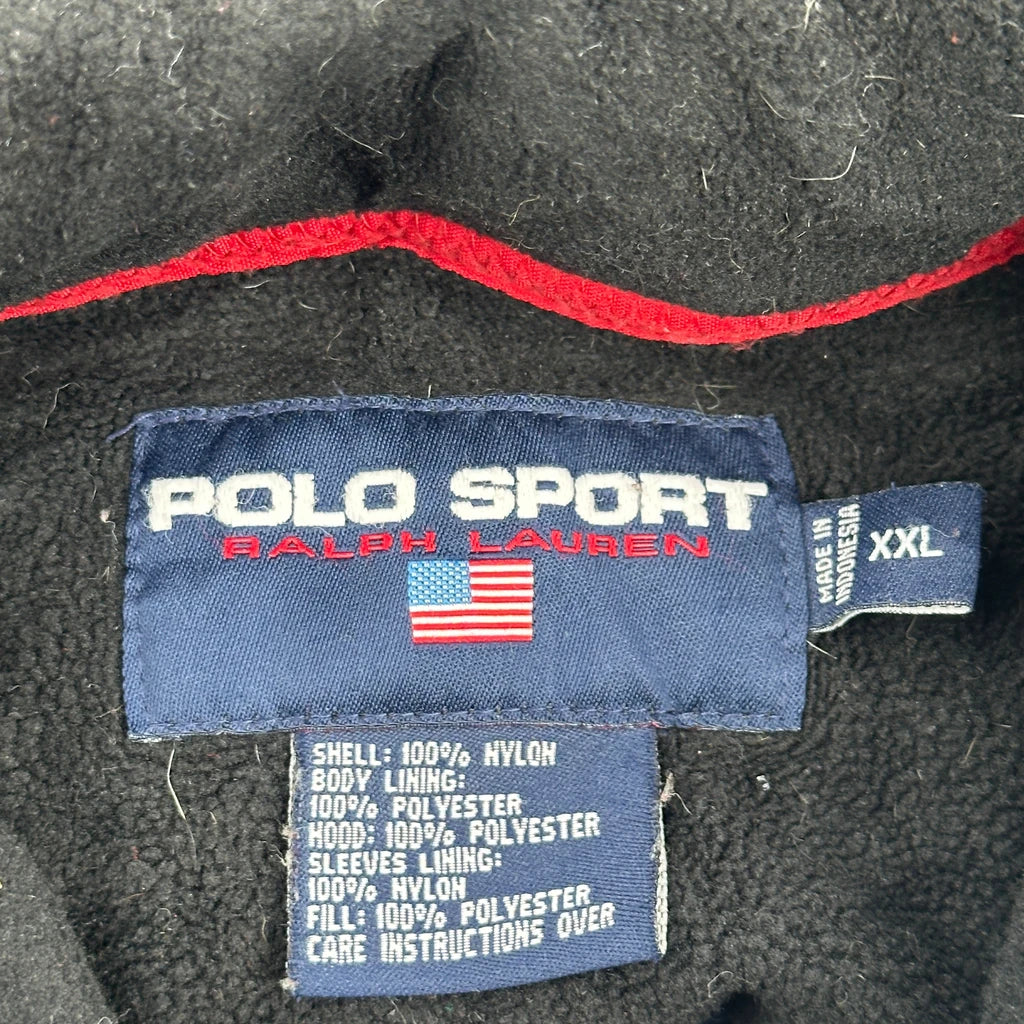 POLO SPORT
RALPH LAUREN
MADE IN
INDONESIA
XXL
SHELL: 100% NYLON
BODY LINING:
100% POLYESTER
HOOD: 100% POLYESTER
SLEEVES LINING:
100% NYLON
FILL: 100% POLYESTER
CARE INSTRUCTIONS OVER